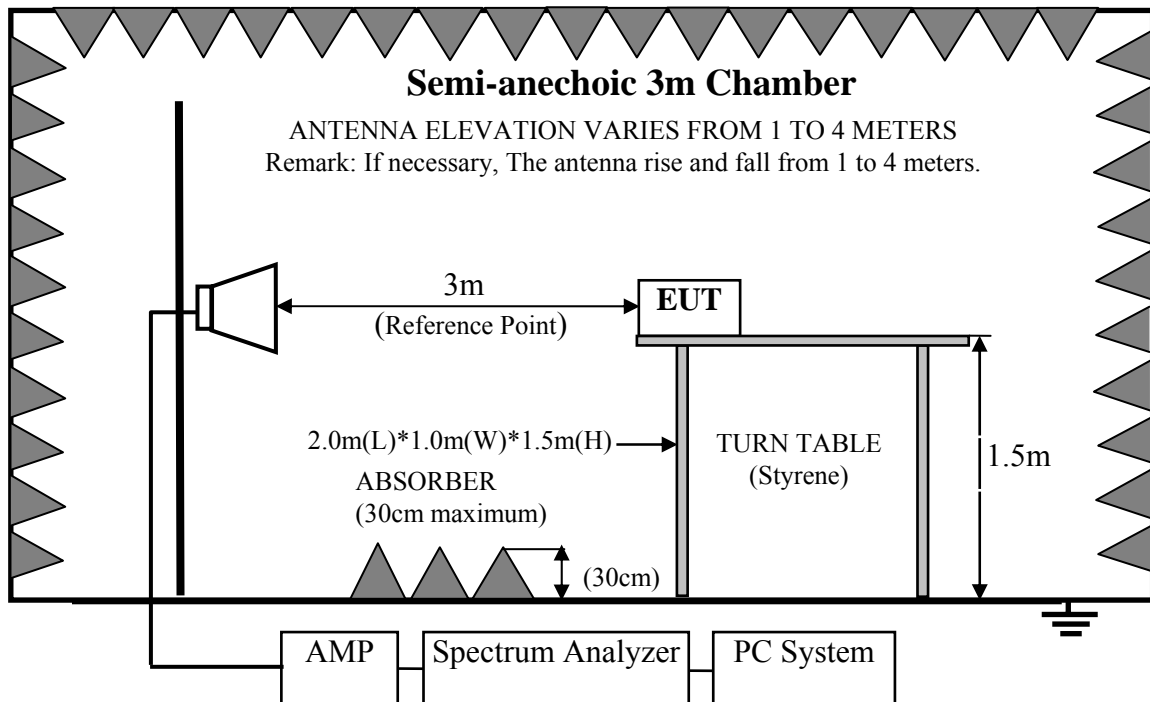 Semi-anechoic 3m Chamber
ANTENNA ELEVATION VARIES FROM 1 TO 4 METERS
Remark: If necessary, The antenna rise and fall from 1 to 4 meters.
3m
(Reference Point)
EUT
2.0m(L)*1.0m(W)*1.5m(H)
TURN TABLE
(Styrene)
1.5m
ABSORBER
(30cm maximum)
(30cm)
AMP
Spectrum Analyzer
PC System